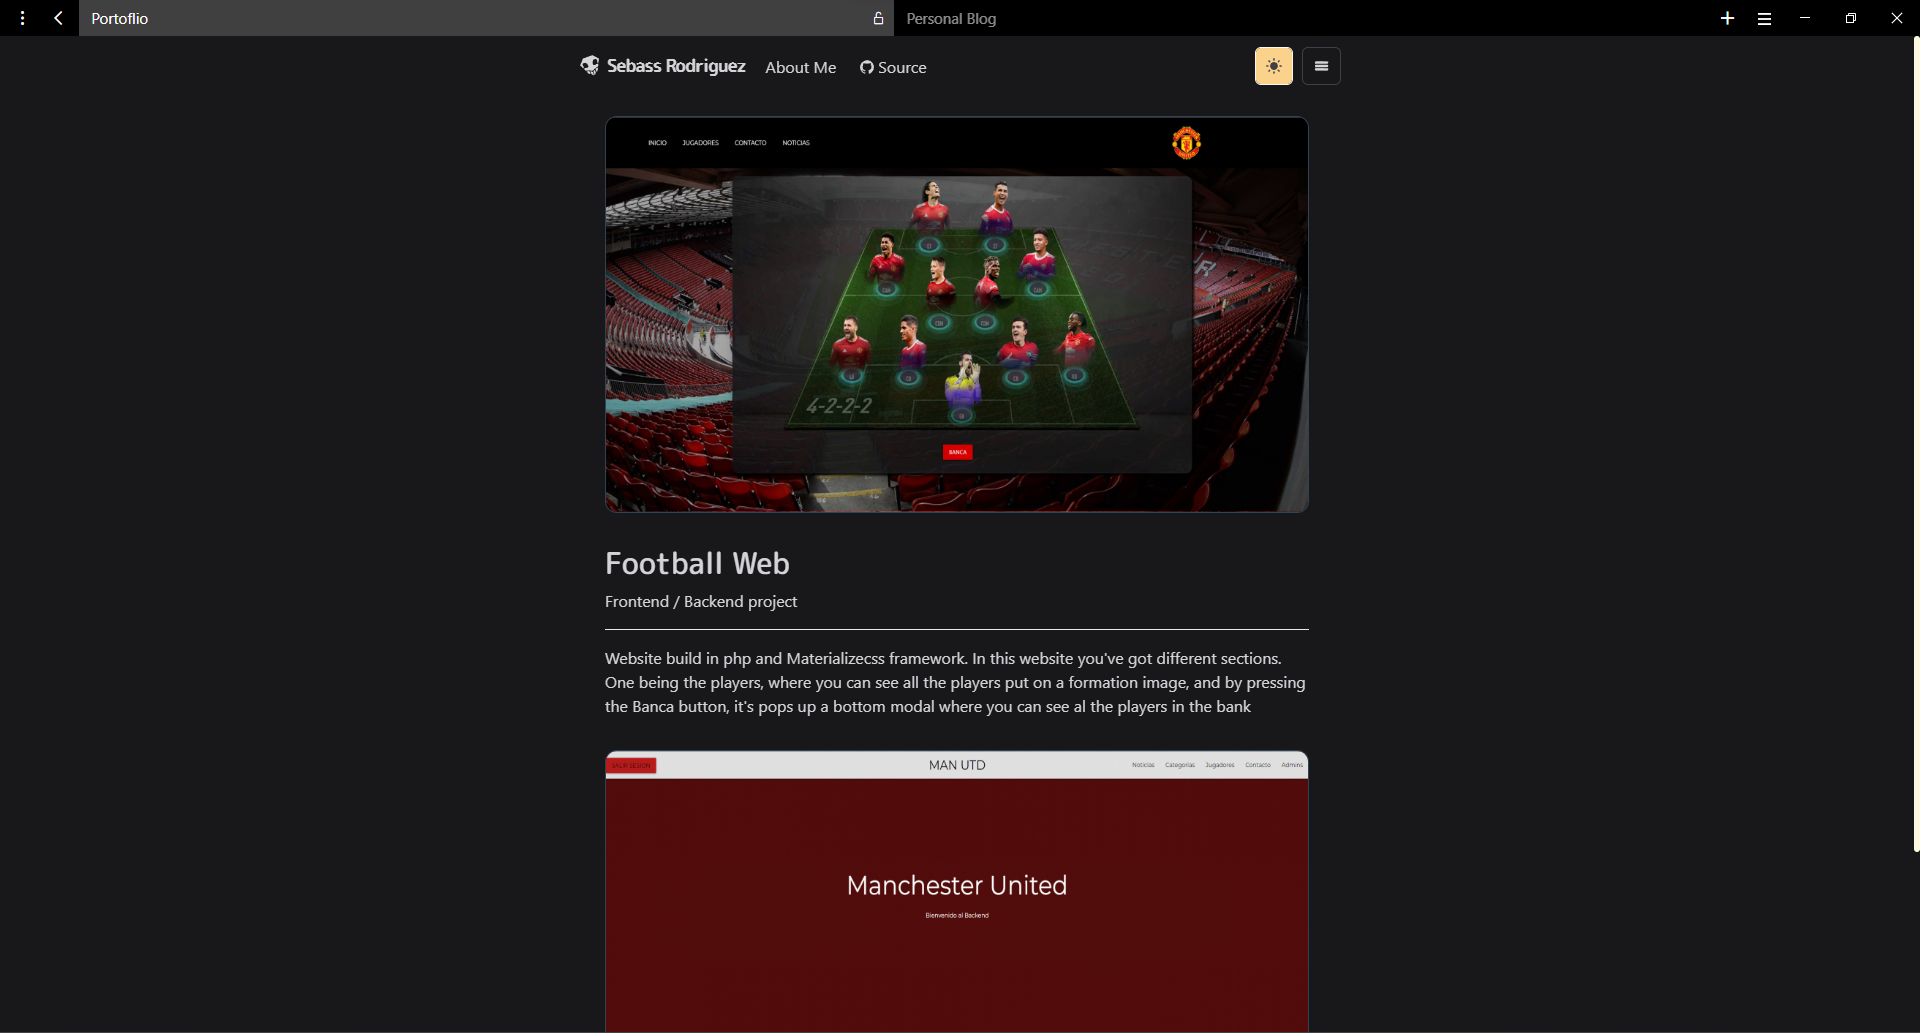 Portoflio
Personal Blog
Sebass Rodriguez
About Me
Source
INICIO JUGADORES CONTACTO NOTICIAS
4-2-2-2
BANCA
Football Web
Frontend / Backend project
Website build in php and Materializecss framework. In this website you've got different sections.
One being the players, where you can see all the players put on a formation image, and by pressing
the Banca button, it's pops up a bottom modal where you can see al the players in the bank
SALIR SESION
MAN UTD
Noticias Categorias Jugadores Contacto Admins
Manchester United
Bienvenido al Backend